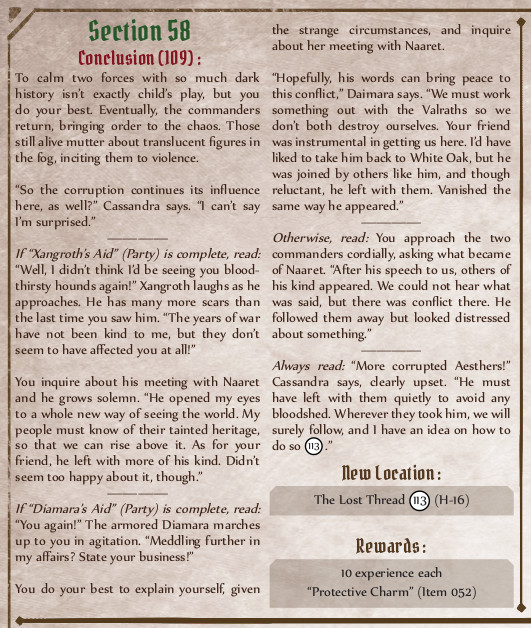 Section 58
Conclusion (109) :
To calm two forces with so much dark
history isn't exactly child's play, but you
do your best. Eventually, the commanders
return, bringing order to the chaos. Those
still alive mutter about translucent figures in
the fog, inciting them to violence.
“So the corruption continues its influence
here, as well?” Cassandra says. “I can't say
I'm surprised.”
If “Xangroth's Aid” (Party) is complete, read:
“Well, I didn't think I'd be seeing you blood-
thirsty hounds again!” Xangroth laughs as he
approaches. He has many more scars than
the last time you saw him. “The years of war
have not been kind to me, but they don't
seem to have affected you at all!”
You inquire about his meeting with Naaret
and he grows solemn. “He opened my eyes
to a whole new way of seeing the world. My
people must know of their tainted heritage,
so that we can rise above it. As for your
friend, he left with more of his kind. Didn't
seem too happy about it, though.”
If “Diamara's Aid” (Party) is complete, read:
“You again!” The armored Diamara marches
up to you in agitation. “Meddling further in
my affairs? State your business!”
You do your best to explain yourself, given
the strange circumstances, and inquire
about her meeting with Naaret.
“Hopefully, his words can bring peace to
this conflict,” Daimara says. “We must work
something out with the Valraths so we
don't both destroy ourselves. Your friend
was instrumental in getting us here. I'd have
liked to take him back to White Oak, but he
was joined by others like him, and though
reluctant, he left with them. Vanished the
same way he appeared.”
Otherwise, read: You approach the two
commanders cordially, asking what became
of Naaret. “After his speech to us, others of
his kind appeared. We could not hear what
was said, but there was conflict there. He
followed them away but looked distressed
about something.”
Always read: “More corrupted Aesthers!”
Cassandra says, clearly upset. “He must
have left with them quietly to avoid any
bloodshed. Wherever they took him, we will
surely follow, and I have an idea on how to
do so 113.”
New Location:
The Lost Thread 113 (H-16)
Rewards:
10 experience each
“Protective Charm” (Item 052)